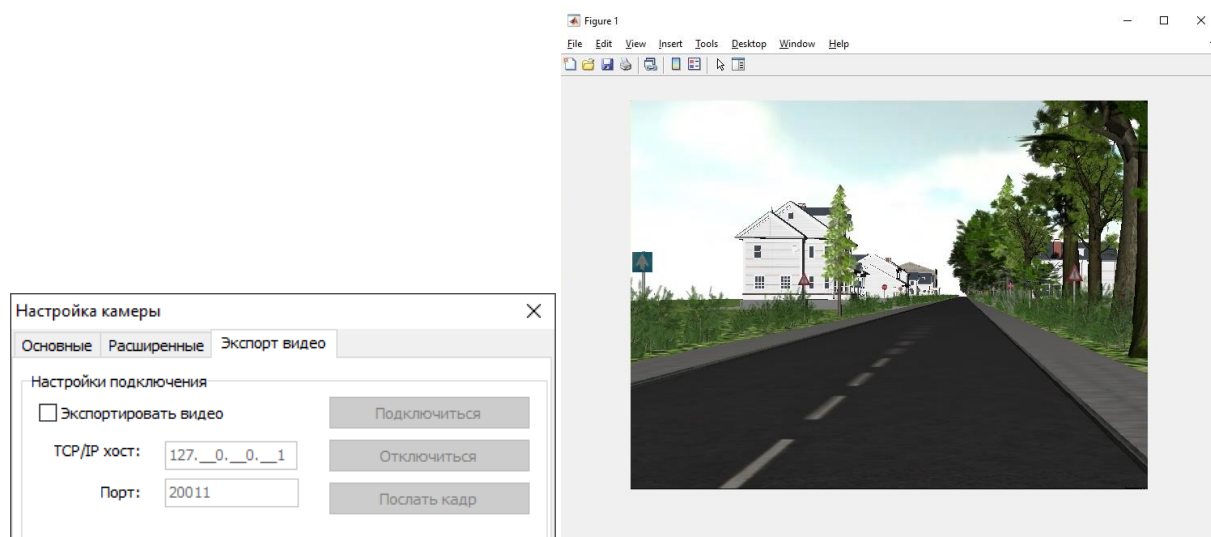 Figure 1
File Edit View Insert Tools Desktop Window Help
Настройка камеры
Основные Расширенные Экспорт видео
Настройки подключения
Экспортировать видео Подключиться
TCP/IP хост: 127.__0.__0.__1 Отключиться
Порт: 20011 Послать кадр